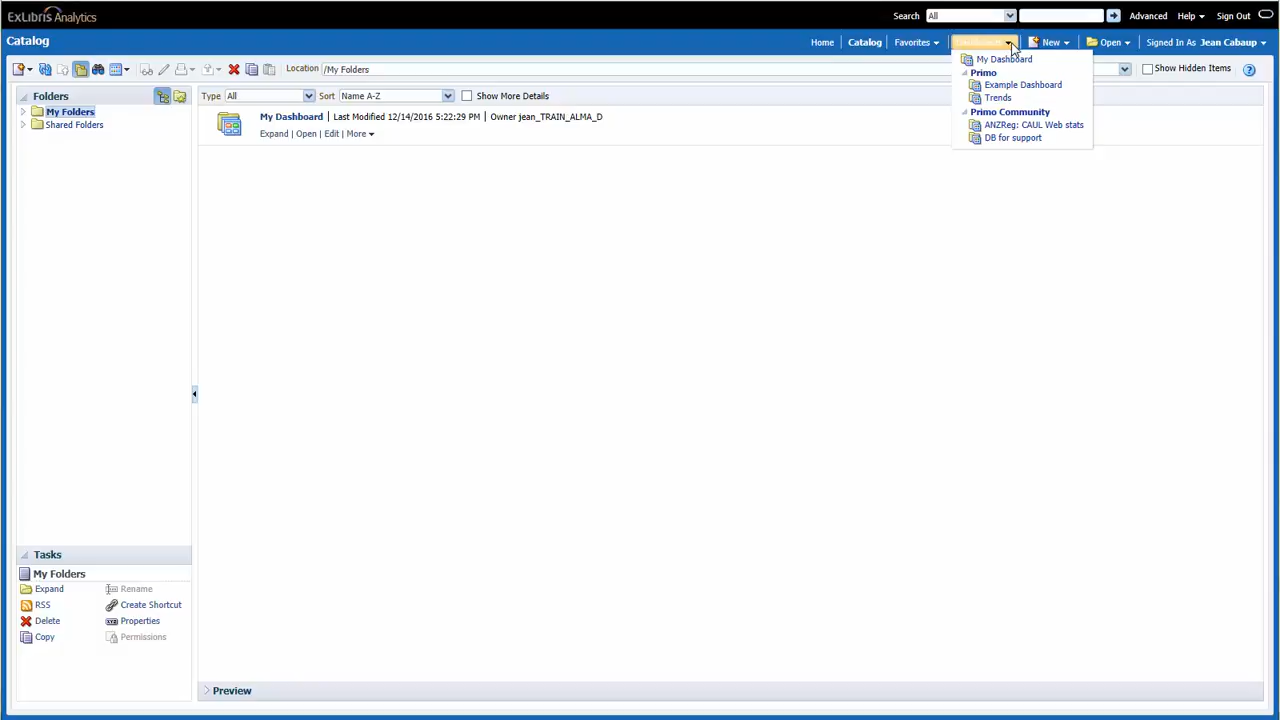 ExLibris Analytics
Search All Advanced Help Sign Out
Catalog Home Catalog Favorites New Open Signed In As Jean Cabaup
Location /My Folders Show Hidden Items
My Dashboard
Primo
Example Dashboard
Trends
Primo Community
ANZReg: CAUL Web stats
DB for support
Folders
My Folders
Shared Folders
Type All Sort Name A-Z Show More Details
My Dashboard | Last Modified 12/14/2016 5:22:29 PM | Owner jean_TRAIN_ALMA_D
Expand | Open | Edit | More
Tasks
My Folders
Expand Rename
RSS Create Shortcut
Delete Properties
Copy Permissions
Preview